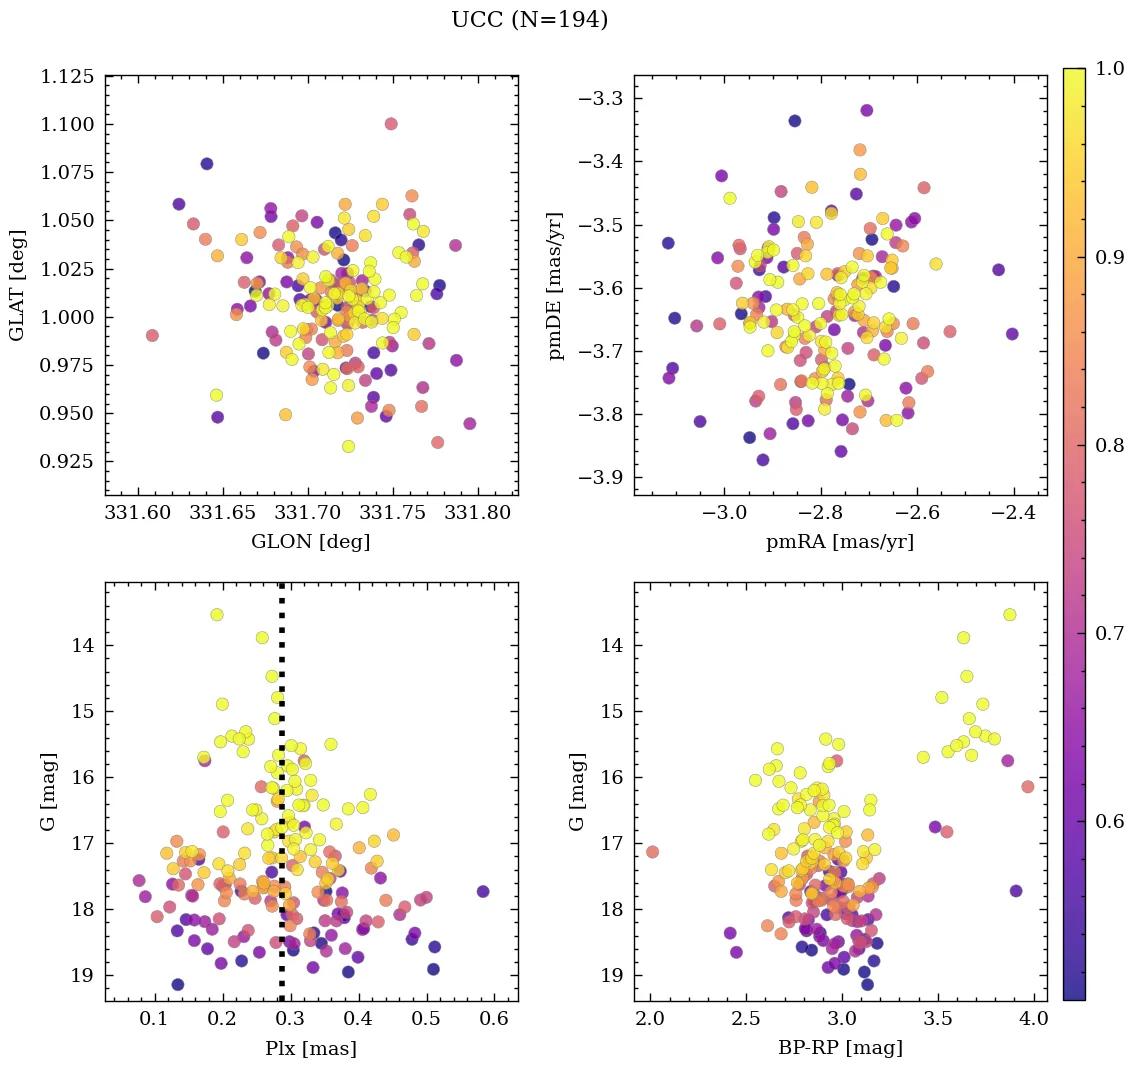 UCC (N=194)
1.125
1.100
1.075
1.050
1.025
1.000
0.975
0.950
0.925
GLAT [deg]
331.60 331.65 331.70 331.75 331.80
GLON [deg]
−3.3
−3.4
−3.5
−3.6
−3.7
−3.8
−3.9
pmDE [mas/yr]
−3.0 −2.8 −2.6 −2.4
pmRA [mas/yr]
14
15
16
17
18
19
G [mag]
0.1 0.2 0.3 0.4 0.5 0.6
Plx [mas]
14
15
16
17
18
19
G [mag]
2.0 2.5 3.0 3.5 4.0
BP-RP [mag]
1.0
0.9
0.8
0.7
0.6